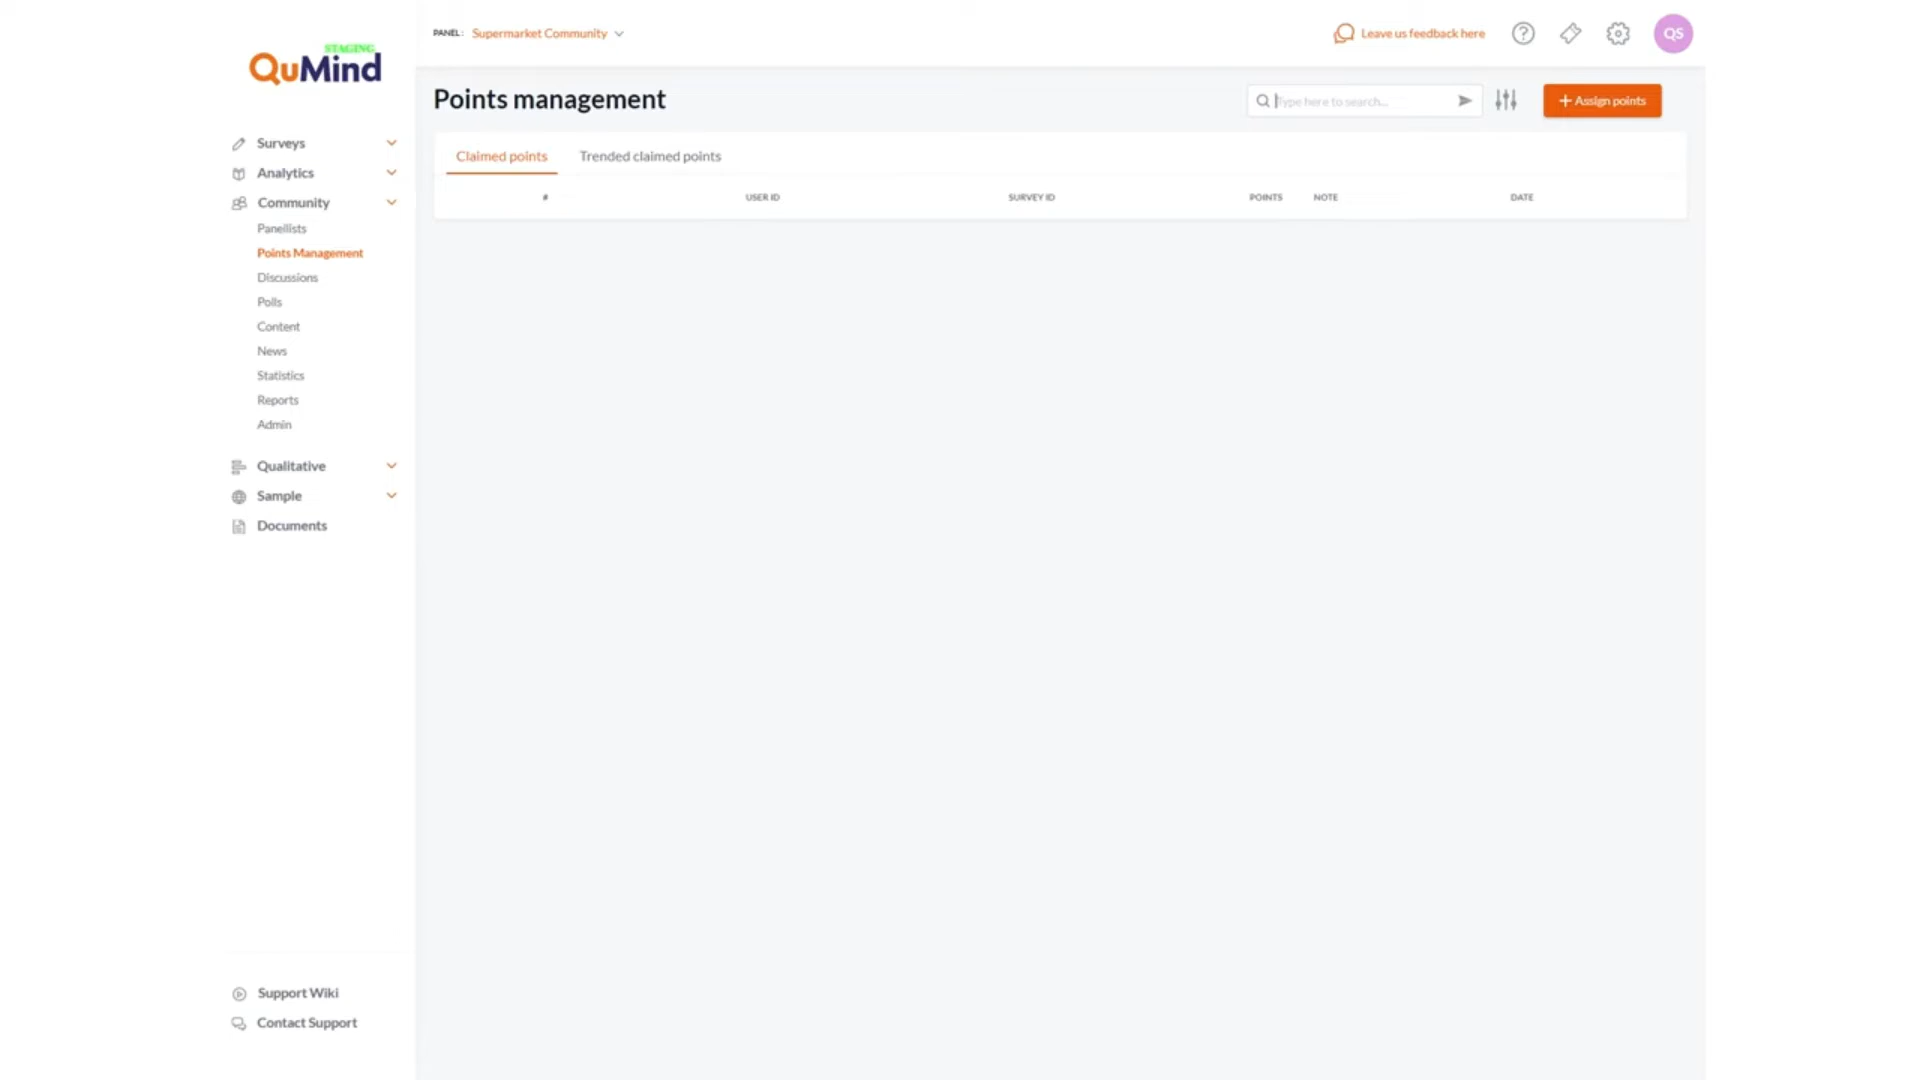 STAGING
QuMind
Surveys
Analytics
Community
Panellists
Points Management
Discussions
Polls
Content
News
Statistics
Reports
Admin
Qualitative
Sample
Documents
Support Wiki
Contact Support
PANEL: Supermarket Community
Leave us feedback here
QS
Points management
Type here to search...
+ Assign points
Claimed points Trended claimed points
# USER ID SURVEY ID POINTS NOTE DATE